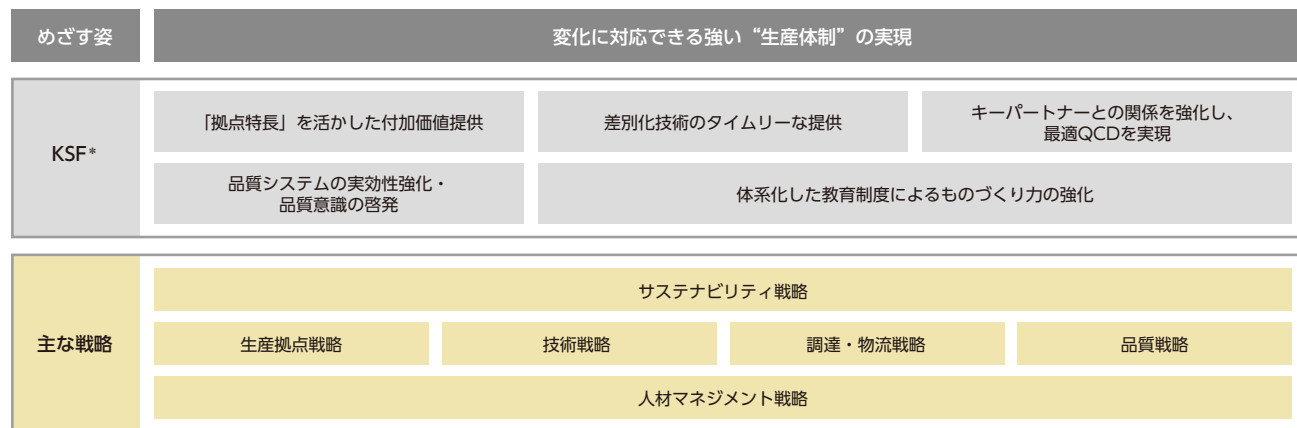 めざす姿
変化に対応できる強い“生産体制”の実現
KSF*
「拠点特長」を活かした付加価値提供
差別化技術のタイムリーな提供
キーパートナーとの関係を強化し、
最適QCDを実現
品質システムの実効性強化・
品質意識の啓発
体系化した教育制度によるものづくり力の強化
主な戦略
サステナビリティ戦略
生産拠点戦略
技術戦略
調達・物流戦略
品質戦略
人材マネジメント戦略